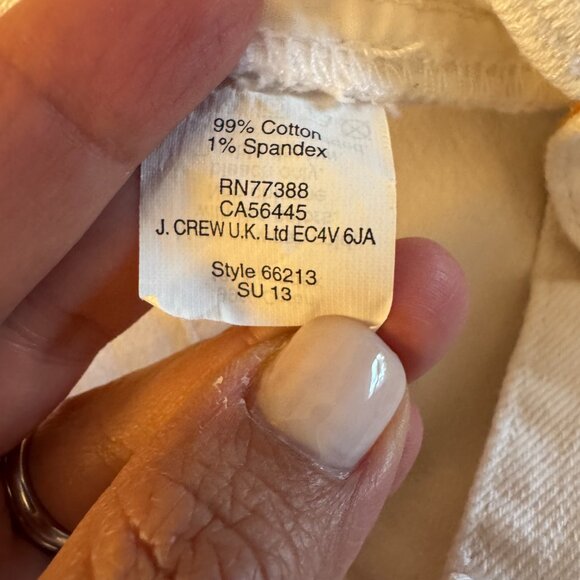 99% Cotton
1% Spandex
RN77388
CA56445
J. CREW U.K. Ltd EC4V 6JA
Style 66213
SU 13